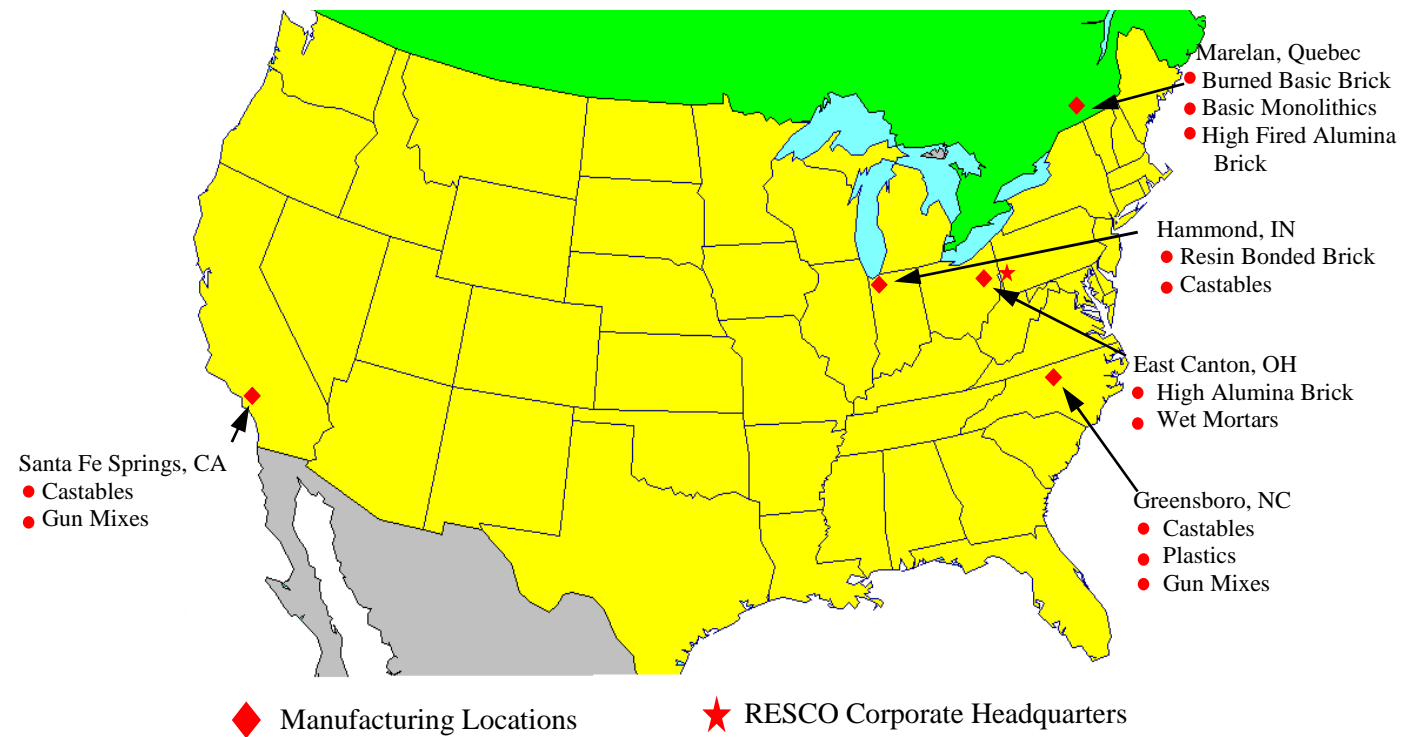 Marelan, Quebec
Burned Basic Brick
Basic Monolithics
High Fired Alumina
Brick
Hammond, IN
Resin Bonded Brick
Castables
East Canton, OH
High Alumina Brick
Wet Mortars
Santa Fe Springs, CA
Castables
Gun Mixes
Greensboro, NC
Castables
Plastics
Gun Mixes
Manufacturing Locations
RESCO Corporate Headquarters